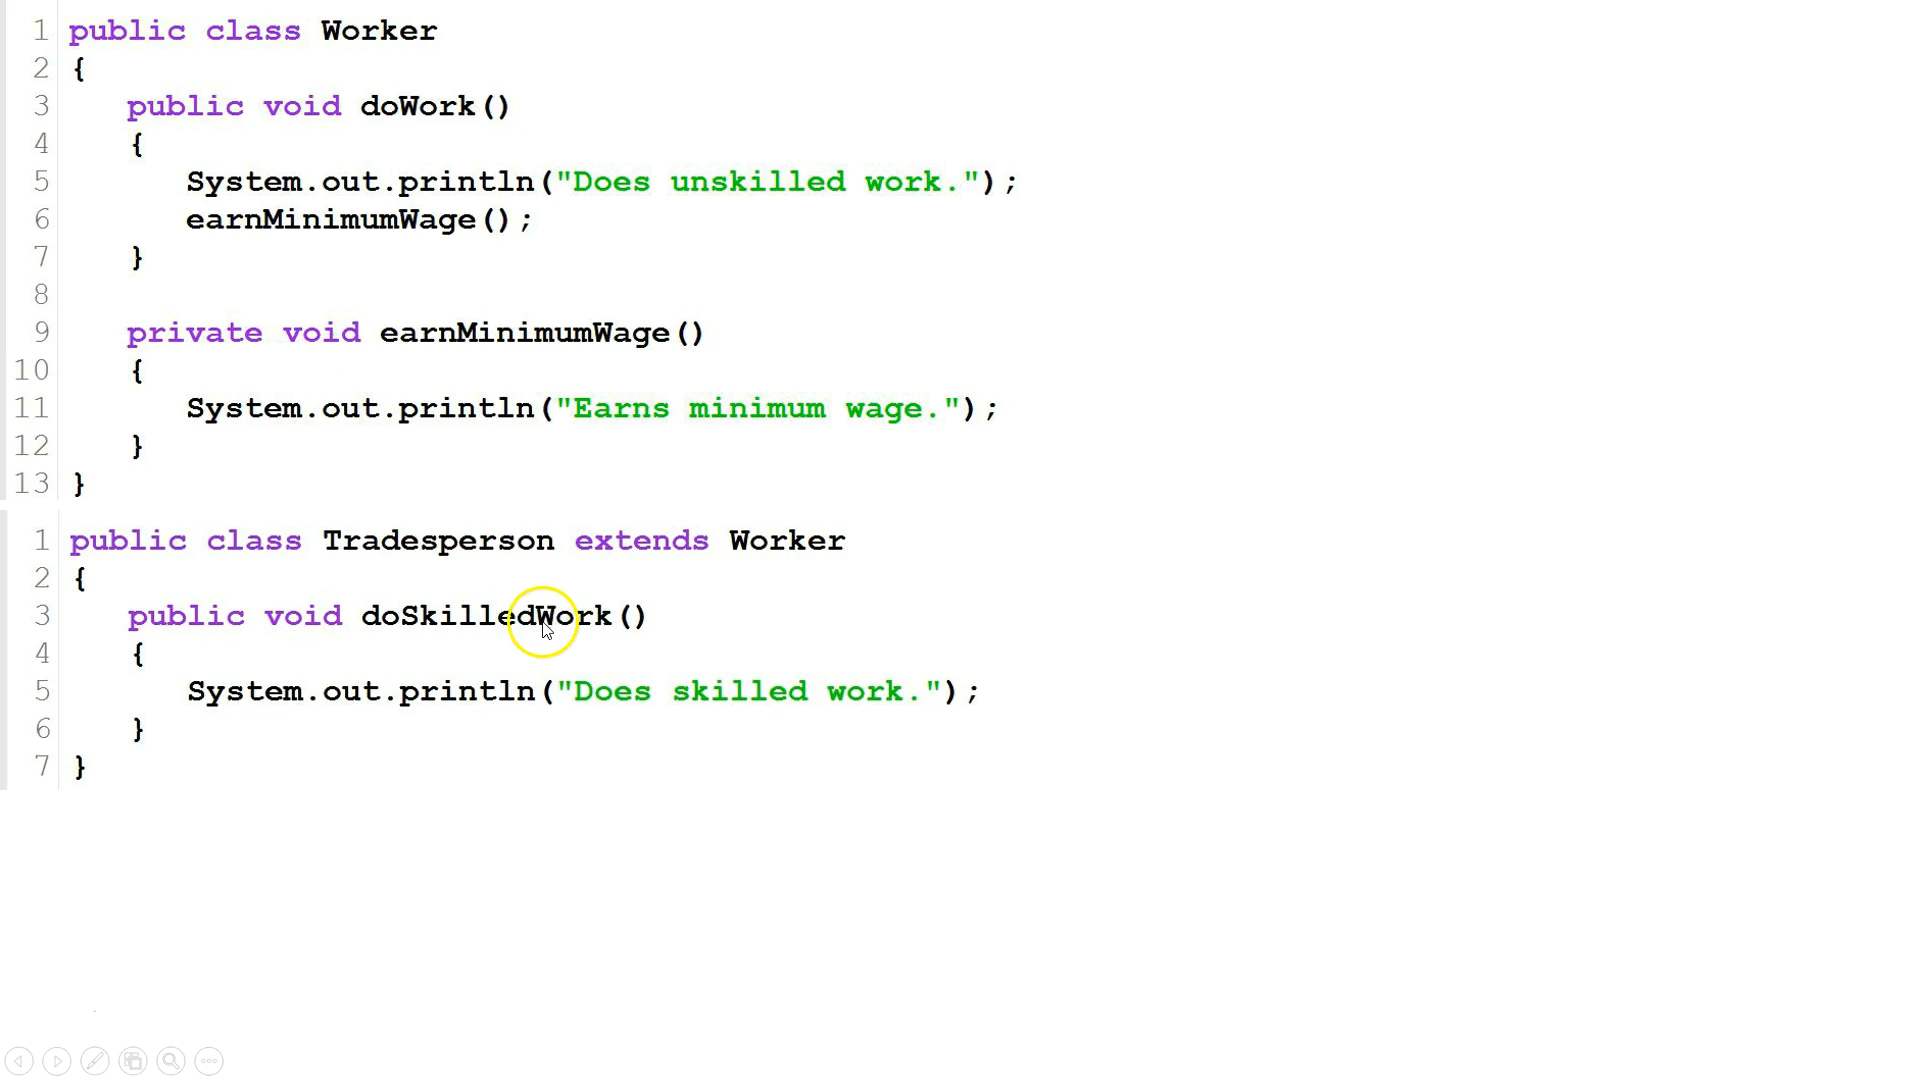 1 public class Worker
2 {
3 public void doWork()
4 {
5 System.out.println("Does unskilled work.");
6 earnMinimumWage();
7 }
8
9 private void earnMinimumWage()
10 {
11 System.out.println("Earns minimum wage.");
12 }
13 }
1 public class Tradesperson extends Worker
2 {
3 public void doSkilledWork()
4 {
5 System.out.println("Does skilled work.");
6 }
7 }